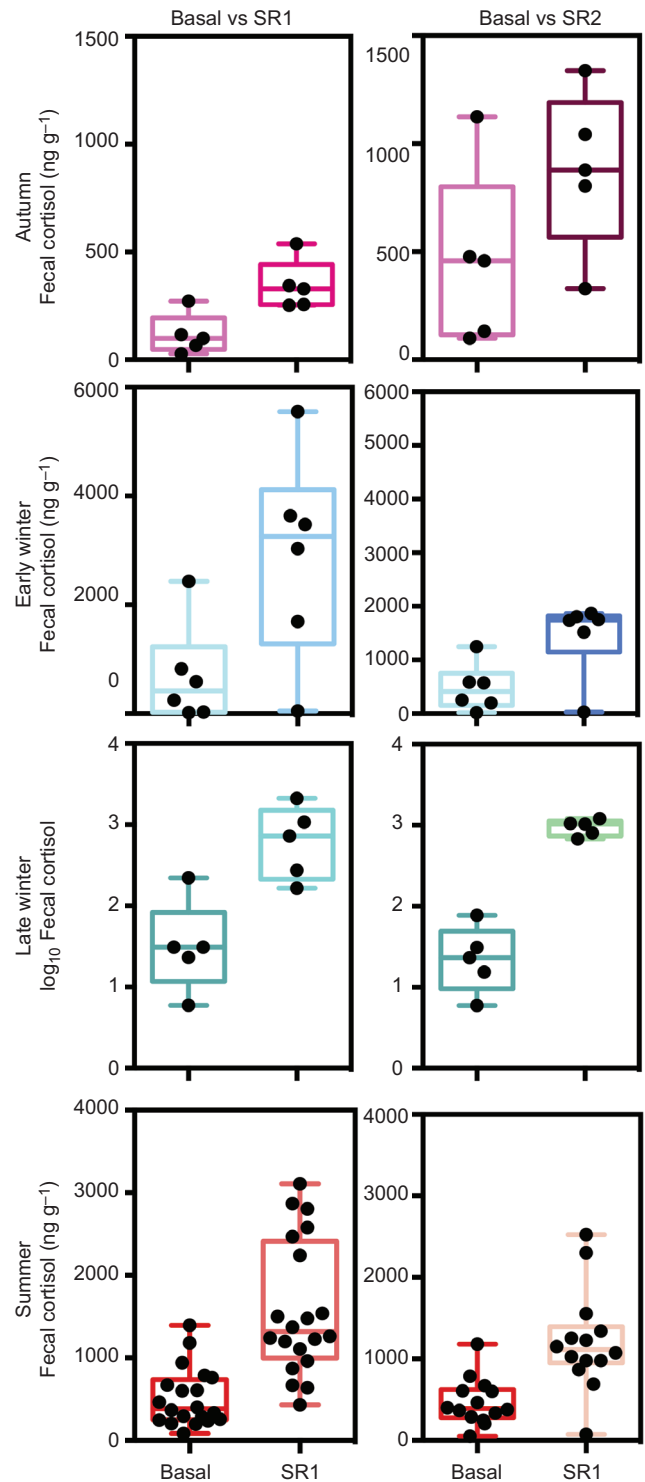 Basal vs SR1
Basal vs SR2
Autumn
Fecal cortisol (ng g⁻¹)
1500
1000
500
0
1500
1000
500
0
Early winter
Fecal cortisol (ng g⁻¹)
6000
4000
2000
0
6000
5000
4000
3000
2000
1000
0
Late winter
log₁₀ Fecal cortisol
4
3
2
1
0
4
3
2
1
0
Summer
Fecal cortisol (ng g⁻¹)
4000
3000
2000
1000
0
4000
3000
2000
1000
0
Basal
SR1
Basal
SR1